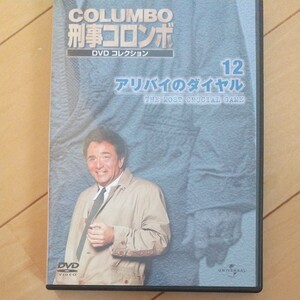 COLUMBO
刑事コロンボ
DVD コレクション
12
アリバイのダイヤル
THE MOST CRUCIAL GAME
DVD
VIDEO
UNIVERSAL